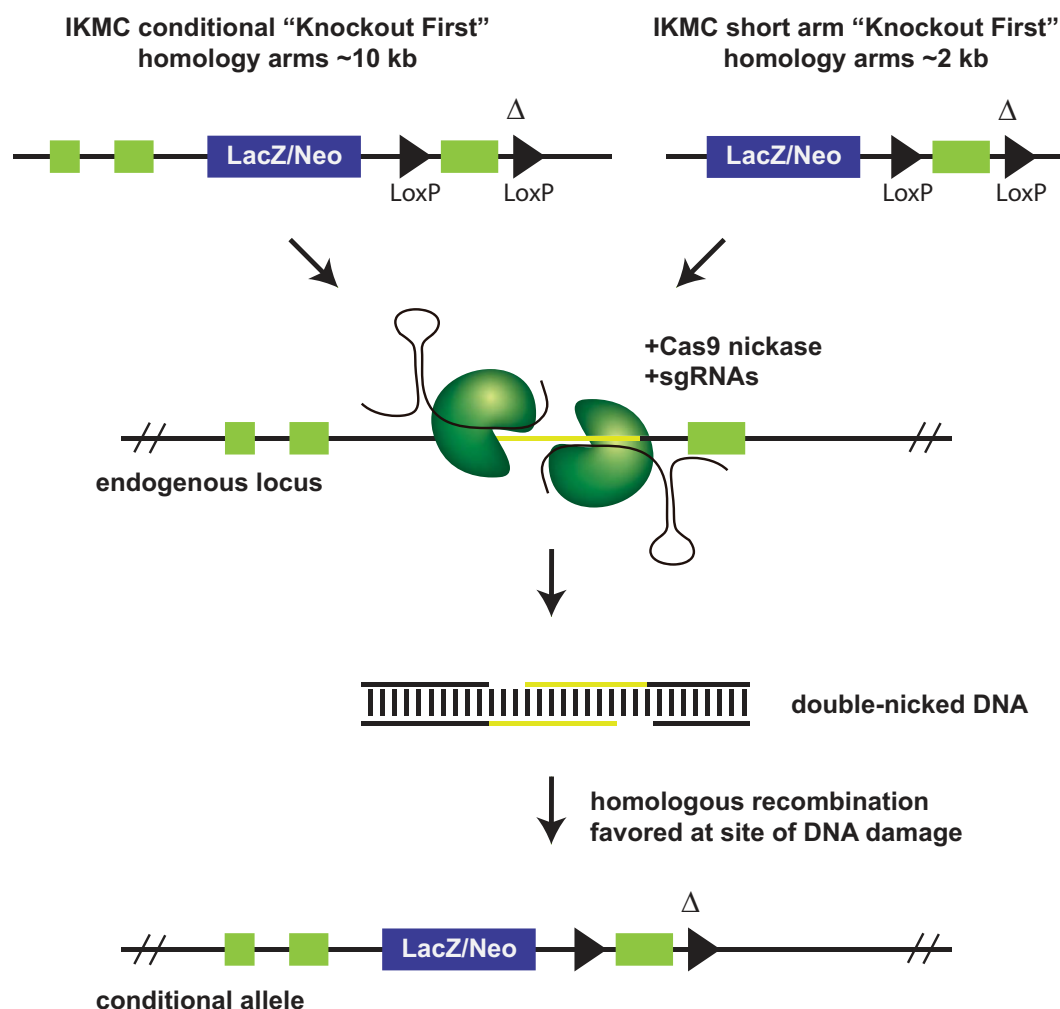 IKMC conditional “Knockout First”
homology arms ~10 kb
IKMC short arm “Knockout First”
homology arms ~2 kb
Δ
LacZ/Neo
LoxP
LoxP
Δ
LacZ/Neo
LoxP
LoxP
+Cas9 nickase
+sgRNAs
endogenous locus
double-nicked DNA
homologous recombination
favored at site of DNA damage
Δ
LacZ/Neo
conditional allele